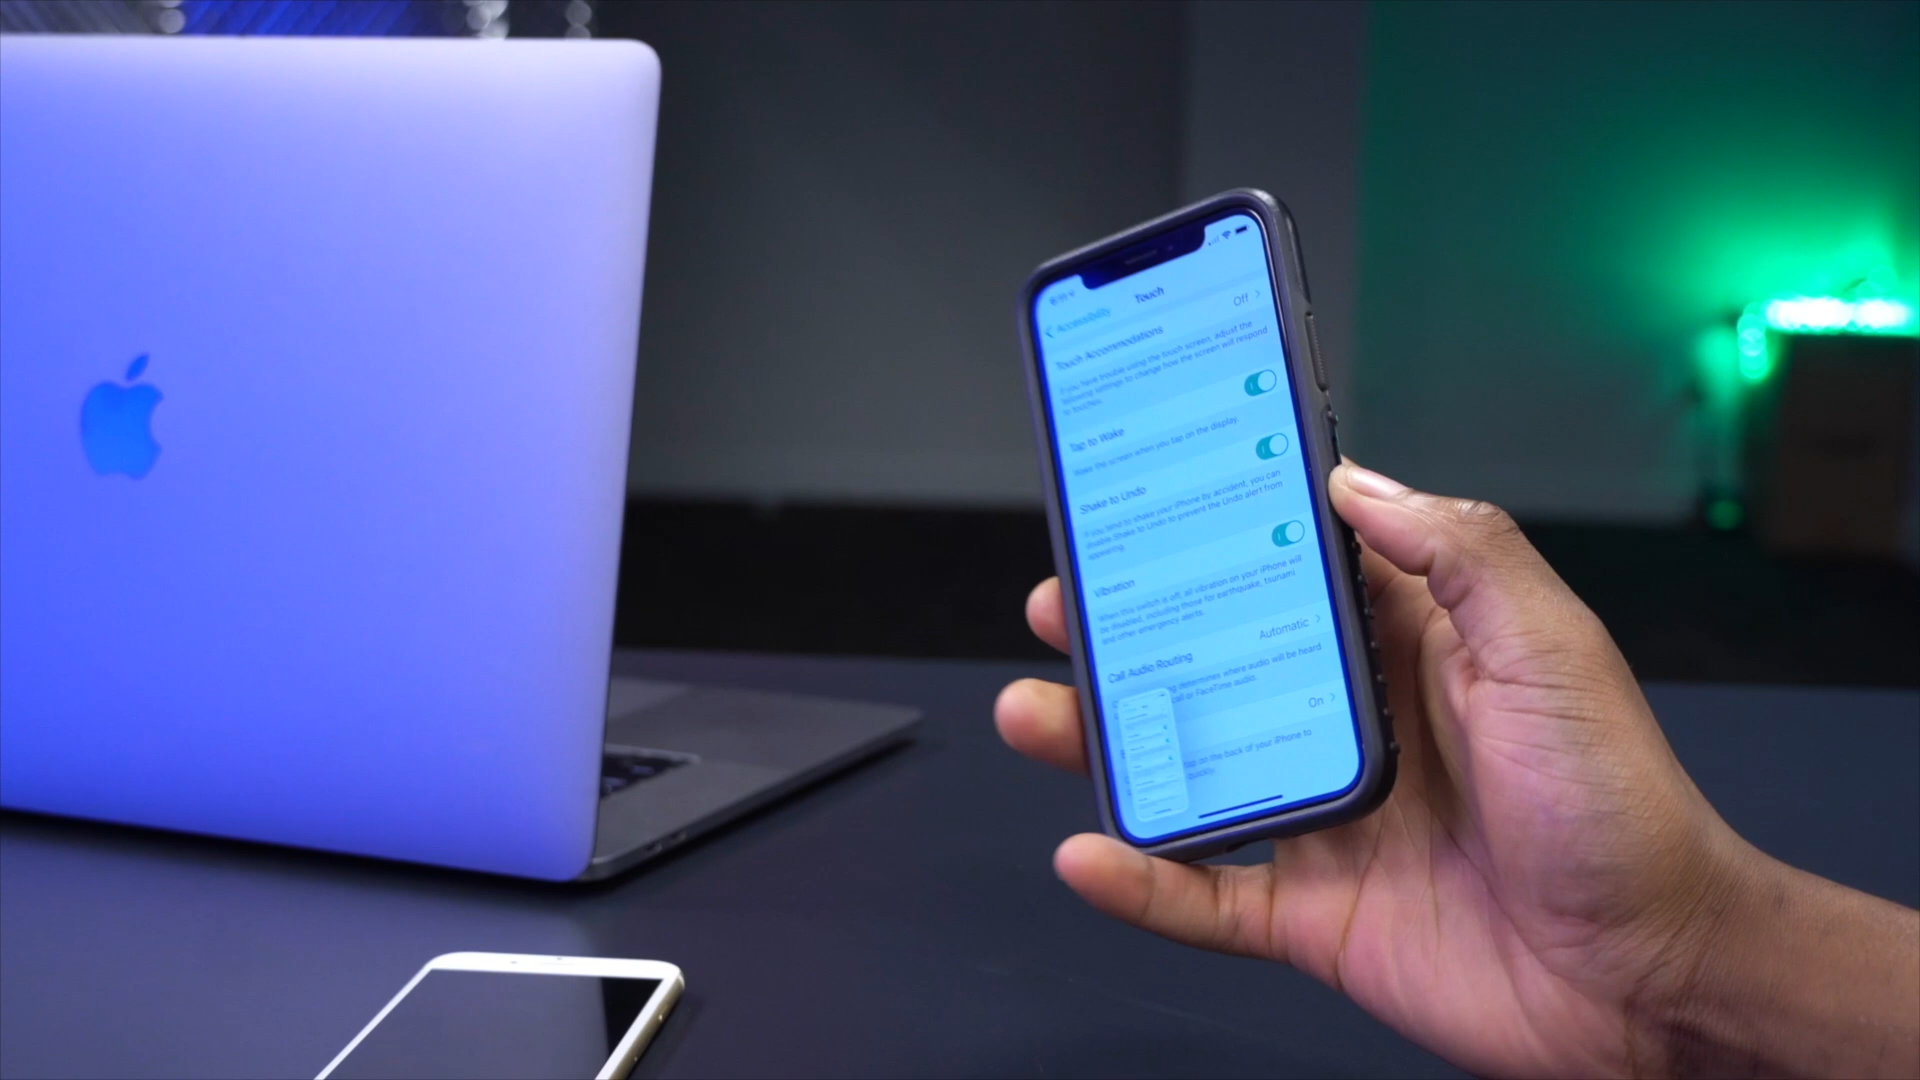 Touch
Accessibility
Off
Touch Accommodations
If you have trouble using the touch screen, adjust the
following settings to change how the screen will respond
to touches.
Tap to Wake
Wake the screen when you tap on the display.
Shake to Undo
If you tend to shake your iPhone by accident, you can
disable Shake to Undo to prevent the Undo alert from
appearing.
Vibration
When this switch is off, all vibration on your iPhone will
be disabled, including those for earthquake, tsunami
and other emergency alerts.
Automatic
Call Audio Routing
determines where audio will be heard
call or FaceTime audio.
On
tap on the back of your iPhone to
quickly.